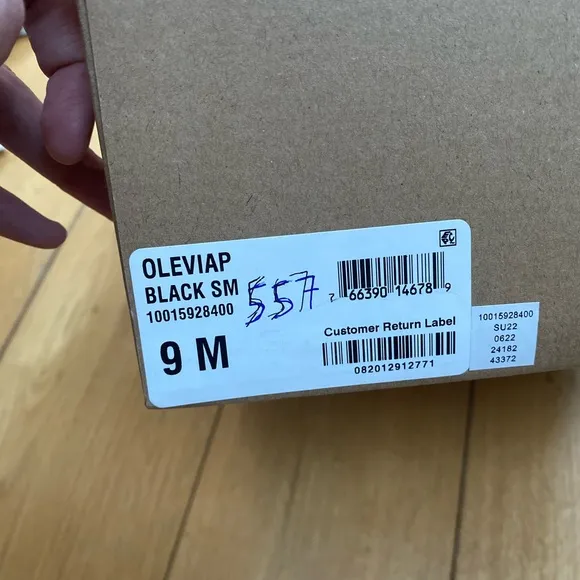 OLEVIAP
BLACK SM
10015928400
9 M
557
2 66390 14678 9
Customer Return Label
082012912771
10015928400
SU22
0622
24182
43372